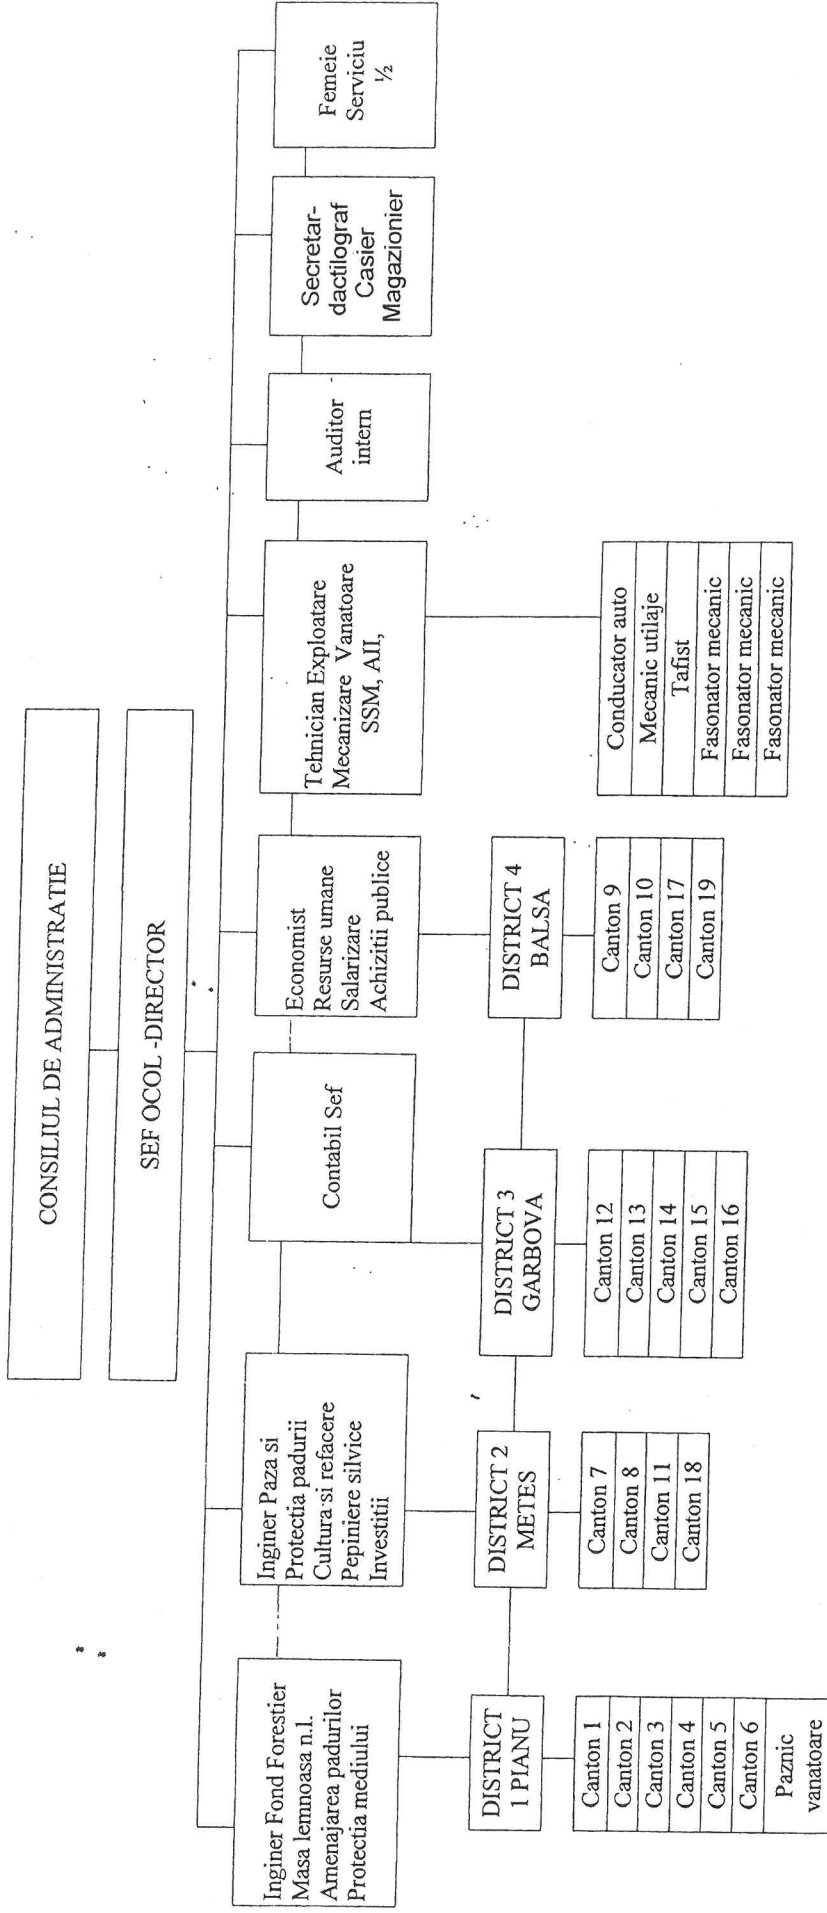 CONSILIUL DE ADMINISTRATIE
SEF OCOL -DIRECTOR
Inginer Fond Forestier
Masa lemnoasa n.l.
Amenajarea padurilor
Protectia mediului
Inginer Paza si
Protectia padurii
Cultura si refacere
Pepiniere silvice
Investitii
Contabil Sef
Economist
Resurse umane
Salarizare
Achizitii publice
Tehnician Exploatare
Mecanizare Vanatoare
SSM, AII,
Auditor
intern
Secretar-
dactilograf
Casier
Magazionier
Femeie
Serviciu
½
DISTRICT
1 PIANU
DISTRICT 2
METES
DISTRICT 3
GARBOVA
DISTRICT 4
BALSA
Canton 1
Canton 2
Canton 3
Canton 4
Canton 5
Canton 6
Paznic
vanatoare
Canton 7
Canton 8
Canton 11
Canton 18
Canton 12
Canton 13
Canton 14
Canton 15
Canton 16
Canton 9
Canton 10
Canton 17
Canton 19
Conducator auto
Mecanic utilaje
Tafist
Fasonator mecanic
Fasonator mecanic
Fasonator mecanic